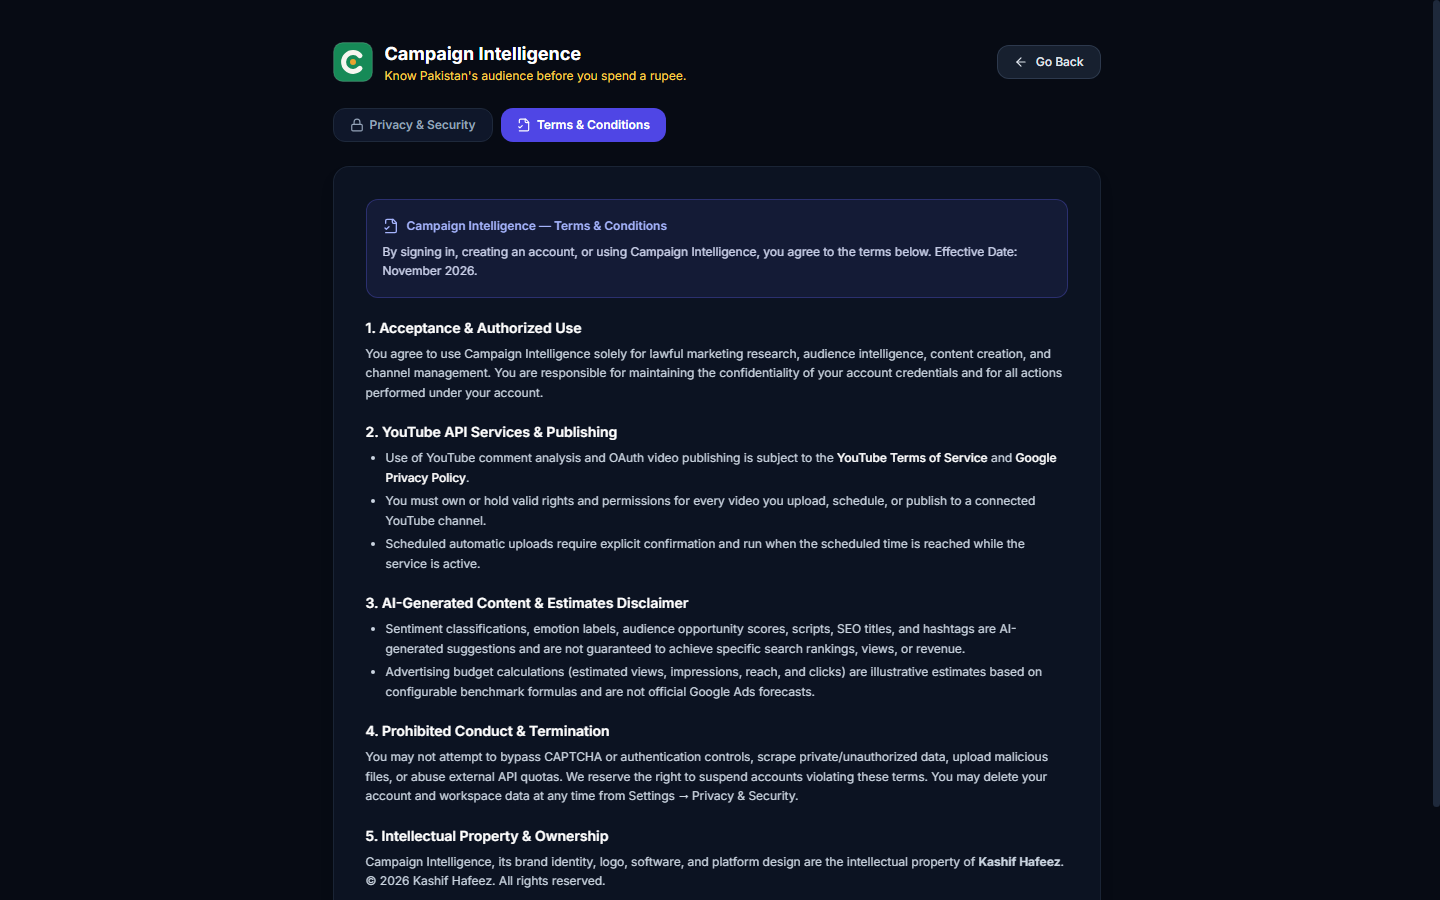 Campaign Intelligence
Know Pakistan's audience before you spend a rupee.
Go Back
Privacy & Security
Terms & Conditions
Campaign Intelligence — Terms & Conditions
By signing in, creating an account, or using Campaign Intelligence, you agree to the terms below. Effective Date:
November 2026.
1. Acceptance & Authorized Use
You agree to use Campaign Intelligence solely for lawful marketing research, audience intelligence, content creation, and
channel management. You are responsible for maintaining the confidentiality of your account credentials and for all actions
performed under your account.
2. YouTube API Services & Publishing
• Use of YouTube comment analysis and OAuth video publishing is subject to the YouTube Terms of Service and Google
Privacy Policy.
• You must own or hold valid rights and permissions for every video you upload, schedule, or publish to a connected
YouTube channel.
• Scheduled automatic uploads require explicit confirmation and run when the scheduled time is reached while the
service is active.
3. AI-Generated Content & Estimates Disclaimer
• Sentiment classifications, emotion labels, audience opportunity scores, scripts, SEO titles, and hashtags are AI-
generated suggestions and are not guaranteed to achieve specific search rankings, views, or revenue.
• Advertising budget calculations (estimated views, impressions, reach, and clicks) are illustrative estimates based on
configurable benchmark formulas and are not official Google Ads forecasts.
4. Prohibited Conduct & Termination
You may not attempt to bypass CAPTCHA or authentication controls, scrape private/unauthorized data, upload malicious
files, or abuse external API quotas. We reserve the right to suspend accounts violating these terms. You may delete your
account and workspace data at any time from Settings → Privacy & Security.
5. Intellectual Property & Ownership
Campaign Intelligence, its brand identity, logo, software, and platform design are the intellectual property of Kashif Hafeez.
© 2026 Kashif Hafeez. All rights reserved.